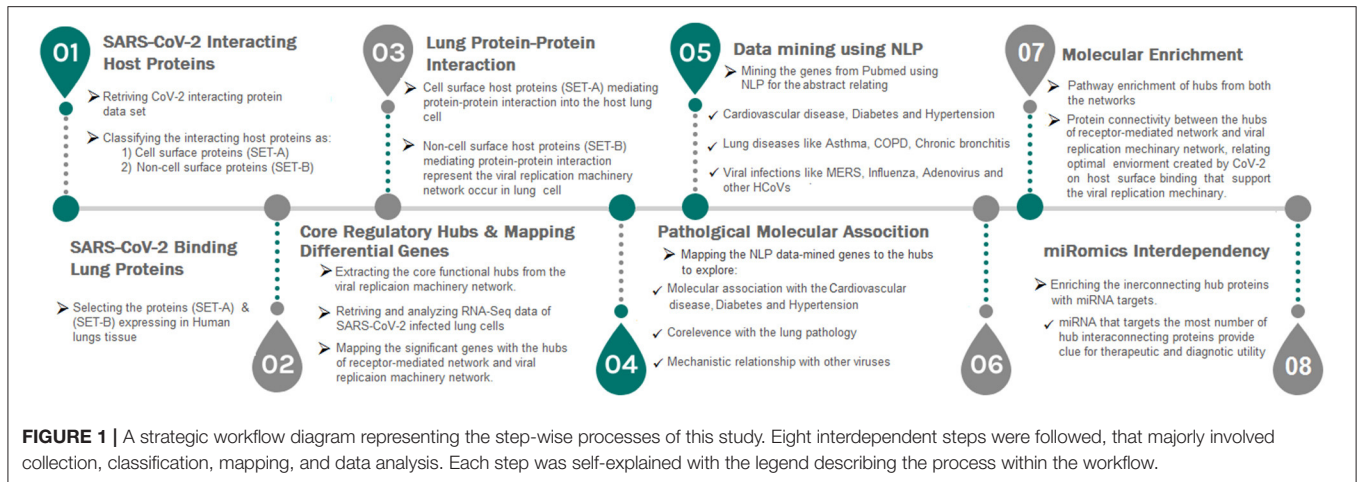 01
SARS-CoV-2 Interacting
Host Proteins
➢ Retriving CoV-2 interacting protein
data set
➢ Classifying the interacting host proteins as:
1) Cell surface proteins (SET-A)
2) Non-cell surface proteins (SET-B)
SARS-CoV-2 Binding
Lung Proteins
➢ Selecting the proteins (SET-A) &
(SET-B) expressing in Human
lungs tissue
02
03
Lung Protein-Protein
Interaction
➢ Cell surface host proteins (SET-A) mediating
protein-protein interaction into the host lung
cell
➢ Non-cell surface host proteins (SET-B)
mediating protein-protein interaction
represent the viral replication machinery
network occur in lung cell
Core Regulatory Hubs & Mapping
Differential Genes
➢ Extracting the core functional hubs from the
viral replicaion machinery network.
➢ Retriving and analyzing RNA-Seq data of
SARS-CoV-2 infected lung cells
➢ Mapping the significant genes with the hubs
of receptor-mediated network and viral
replicaion machinery network.
04
05
Data mining using NLP
➢ Mining the genes from Pubmed using
NLP for the abstract relating
✓ Cardiovascular disease, Diabetes and Hypertension
✓ Lung diseases like Asthma, COPD, Chronic bronchitis
✓ Viral infections like MERS, Influenza, Adenovirus and
other HCoVs
Patholgical Molecular Assocition
➢ Mapping the NLP data-mined genes to the hubs
to explore:
✓ Molecular association with the Cardiovascular
disease, Diabetes and Hypertension
✓ Corelevence with the lung pathology
✓ Mechanistic relationship with other viruses
06
07
Molecular Enrichment
➢ Pathway enrichment of hubs from both
the networks
➢ Protein connectivity between the hubs
of receptor-mediated network and viral
replication mechinary network, relating
optimal enviorment created by CoV-2
on host surface binding that support
the viral replication mechinary.
miRomics Interdependency
➢ Enriching the inerconnecting hub proteins
with miRNA targets.
✓ miRNA that targets the most number of
hub interaconnecting proteins provide
clue for therapeutic and diagnotic utility
08
FIGURE 1 | A strategic workflow diagram representing the step-wise processes of this study. Eight interdependent steps were followed, that majorly involved
collection, classification, mapping, and data analysis. Each step was self-explained with the legend describing the process within the workflow.